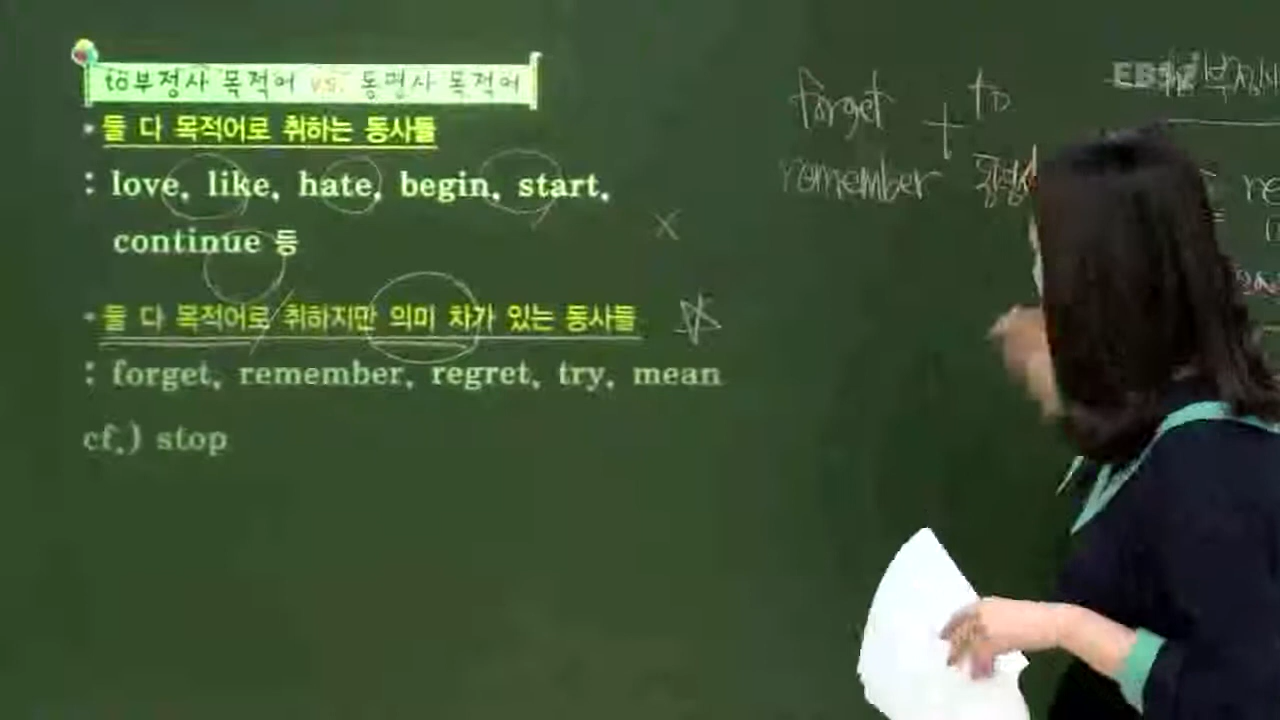 to부정사 목적어 vs. 동명사 목적어
• 둘 다 목적어로 취하는 동사들
: love, like, hate, begin, start,
continue 등
• 둘 다 목적어로 취하지만 의미 차가 있는 동사들
: forget, remember, regret, try, mean
cf.) stop
forget
remember
+
to
EBS
re